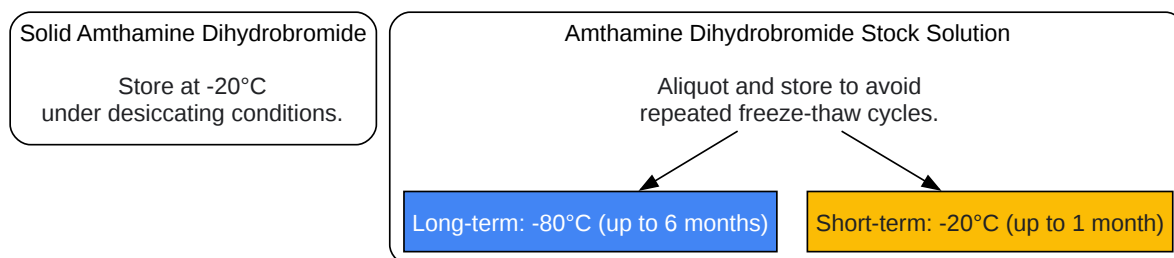 Solid Amthamine Dihydrobromide
Store at -20°C
under desiccating conditions.
Amthamine Dihydrobromide Stock Solution
Aliquot and store to avoid
repeated freeze-thaw cycles.
Long-term: -80°C (up to 6 months)
Short-term: -20°C (up to 1 month)